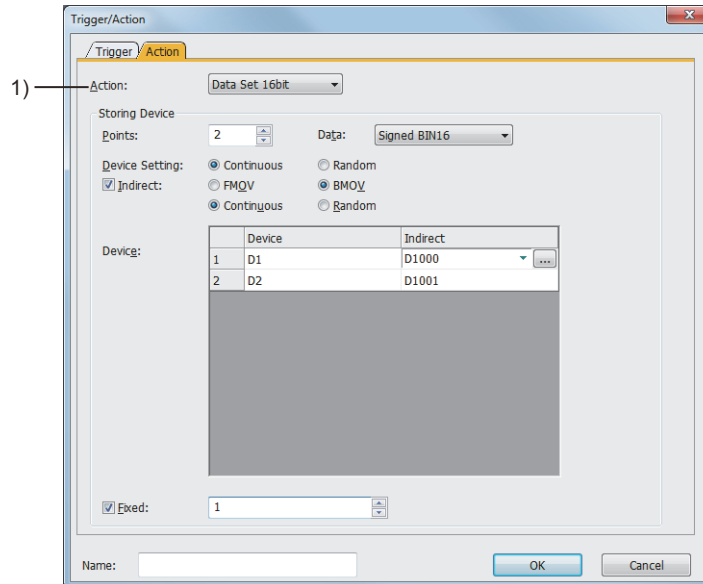 Trigger/Action
Trigger Action
1)
Action: Data Set 16bit
Storing Device
Points: 2 Data: Signed BIN16
Device Setting: Continuous Random
Indirect: FMOV BMOV
Continuous Random
Device:
Device Indirect
1 D1 D1000 ...
2 D2 D1001
Fixed: 1
Name: OK Cancel